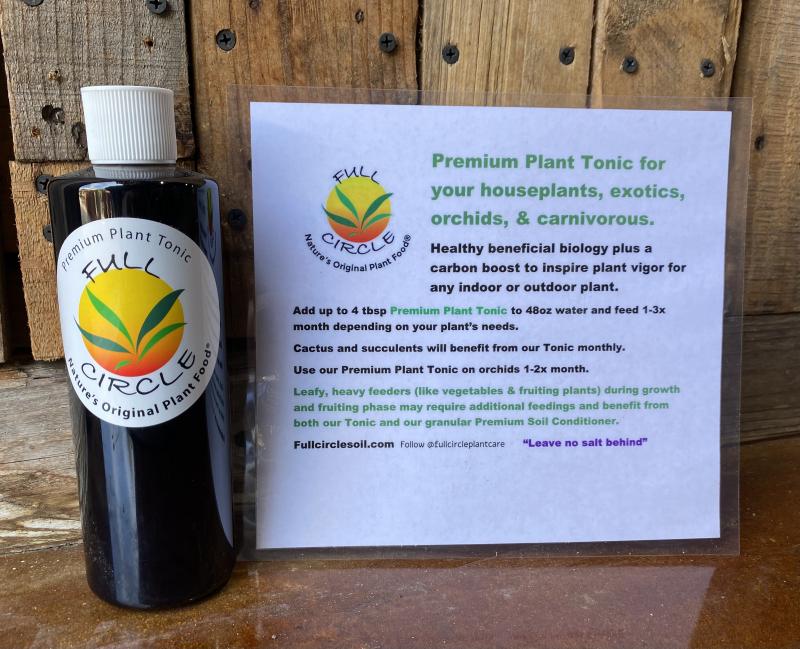 Premium Plant Tonic
FULL
CIRCLE
Nature's Original Plant Food®
FULL
CIRCLE
Nature's Original Plant Food®
Premium Plant Tonic for
your houseplants, exotics,
orchids, & carnivorous.
Healthy beneficial biology plus a
carbon boost to inspire plant vigor for
any indoor or outdoor plant.
Add up to 4 tbsp Premium Plant Tonic to 48oz water and feed 1-3x
month depending on your plant's needs.
Cactus and succulents will benefit from our Tonic monthly.
Use our Premium Plant Tonic on orchids 1-2x month.
Leafy, heavy feeders (like vegetables & fruiting plants) during growth
and fruiting phase may require additional feedings and benefit from
both our Tonic and our granular Premium Soil Conditioner.
Fullcirclesoil.com Follow @fullcircleplantcare "Leave no salt behind"